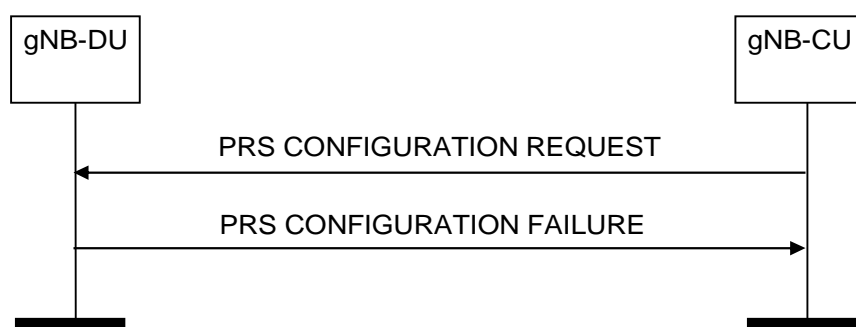 gNB-DU
gNB-CU
PRS CONFIGURATION REQUEST
PRS CONFIGURATION FAILURE